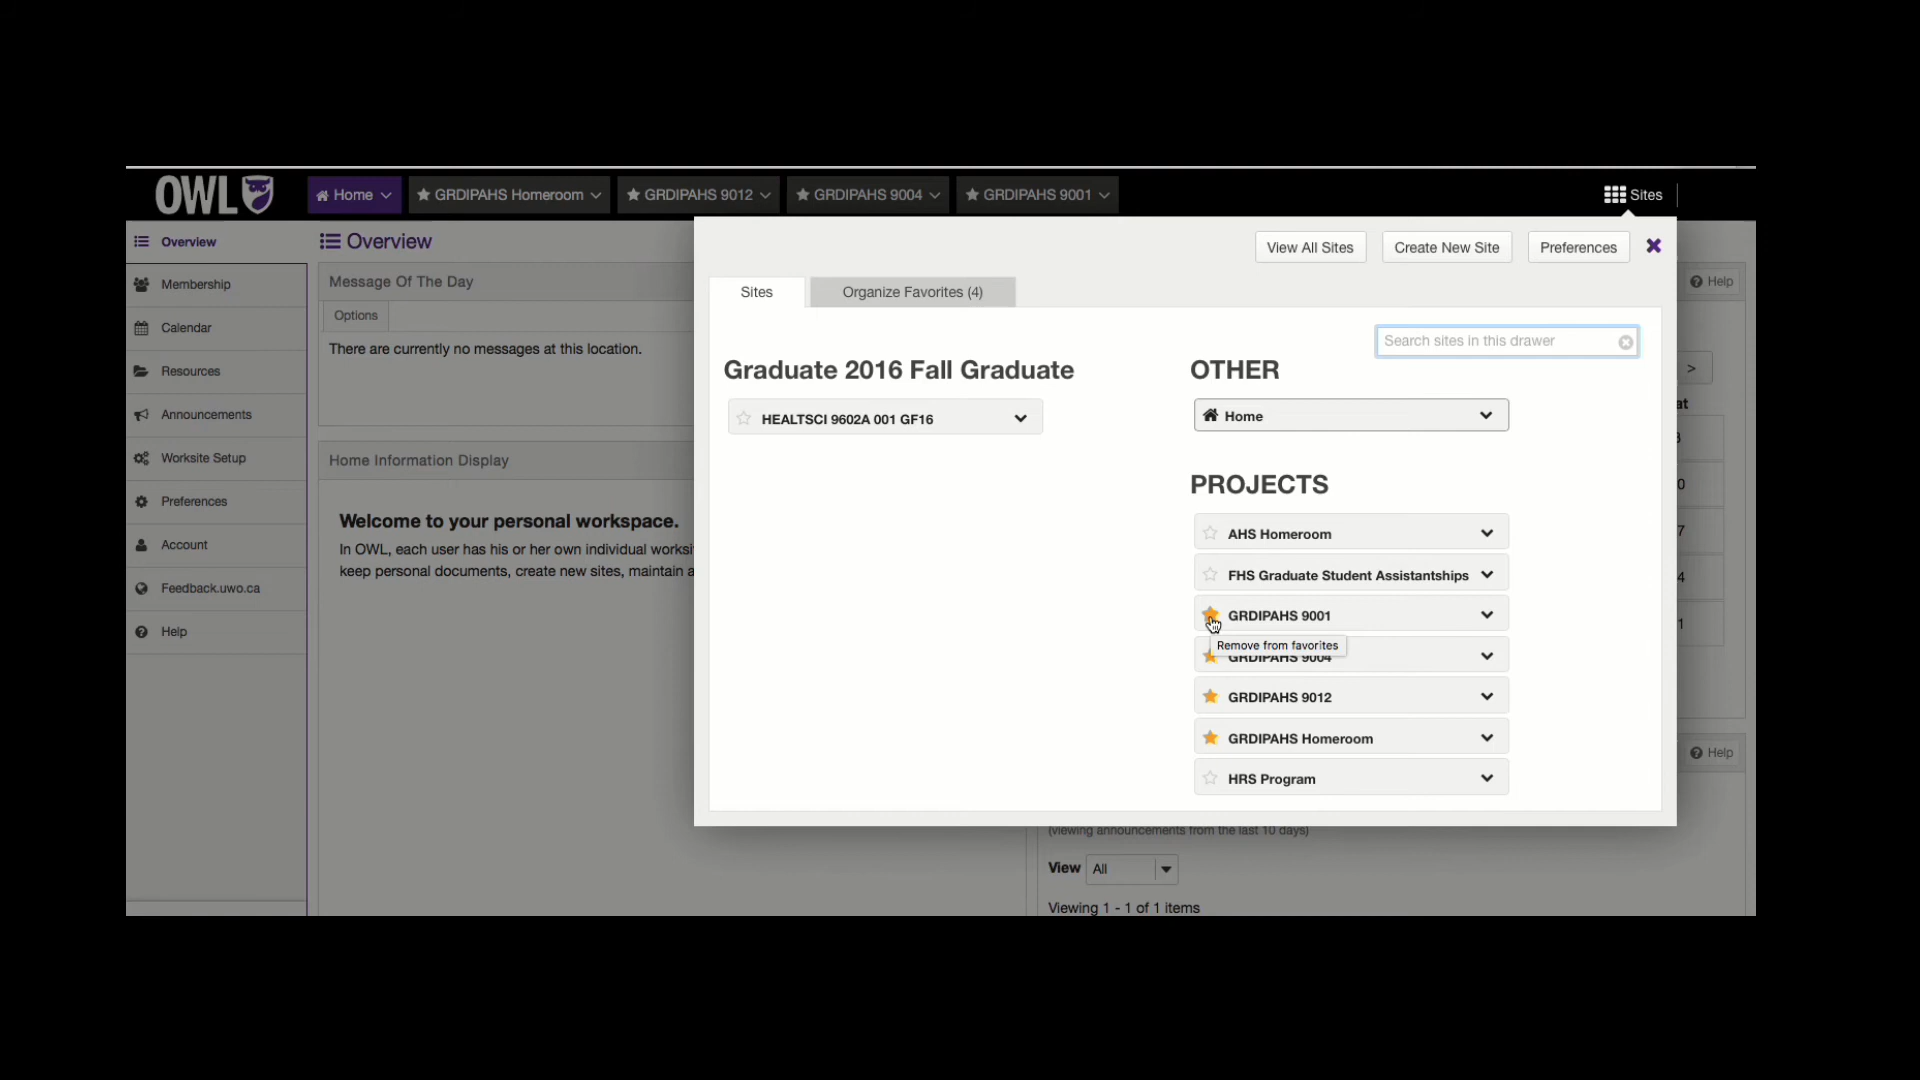 OWL
Home
GRDIPAHS Homeroom
GRDIPAHS 9012
GRDIPAHS 9004
GRDIPAHS 9001
Sites
Overview
Membership
Calendar
Resources
Announcements
Worksite Setup
Preferences
Account
Feedback.uwo.ca
Help
Overview
Message Of The Day
Options
There are currently no messages at this location.
Home Information Display
Welcome to your personal workspace.
In OWL, each user has his or her own individual
keep personal documents, create new sites, maintain
View All Sites
Create New Site
Preferences
Sites
Organize Favorites (4)
Search sites in this drawer
Graduate 2016 Fall Graduate
HEALTSCI 9602A 001 GF16
OTHER
Home
PROJECTS
AHS Homeroom
FHS Graduate Student Assistantships
GRDIPAHS 9001
Remove from favorites
GRDIPAHS 9004
GRDIPAHS 9012
GRDIPAHS Homeroom
HRS Program
Help
>
Help
(viewing announcements from the last 10 days)
View All
Viewing 1 - 1 of 1 items